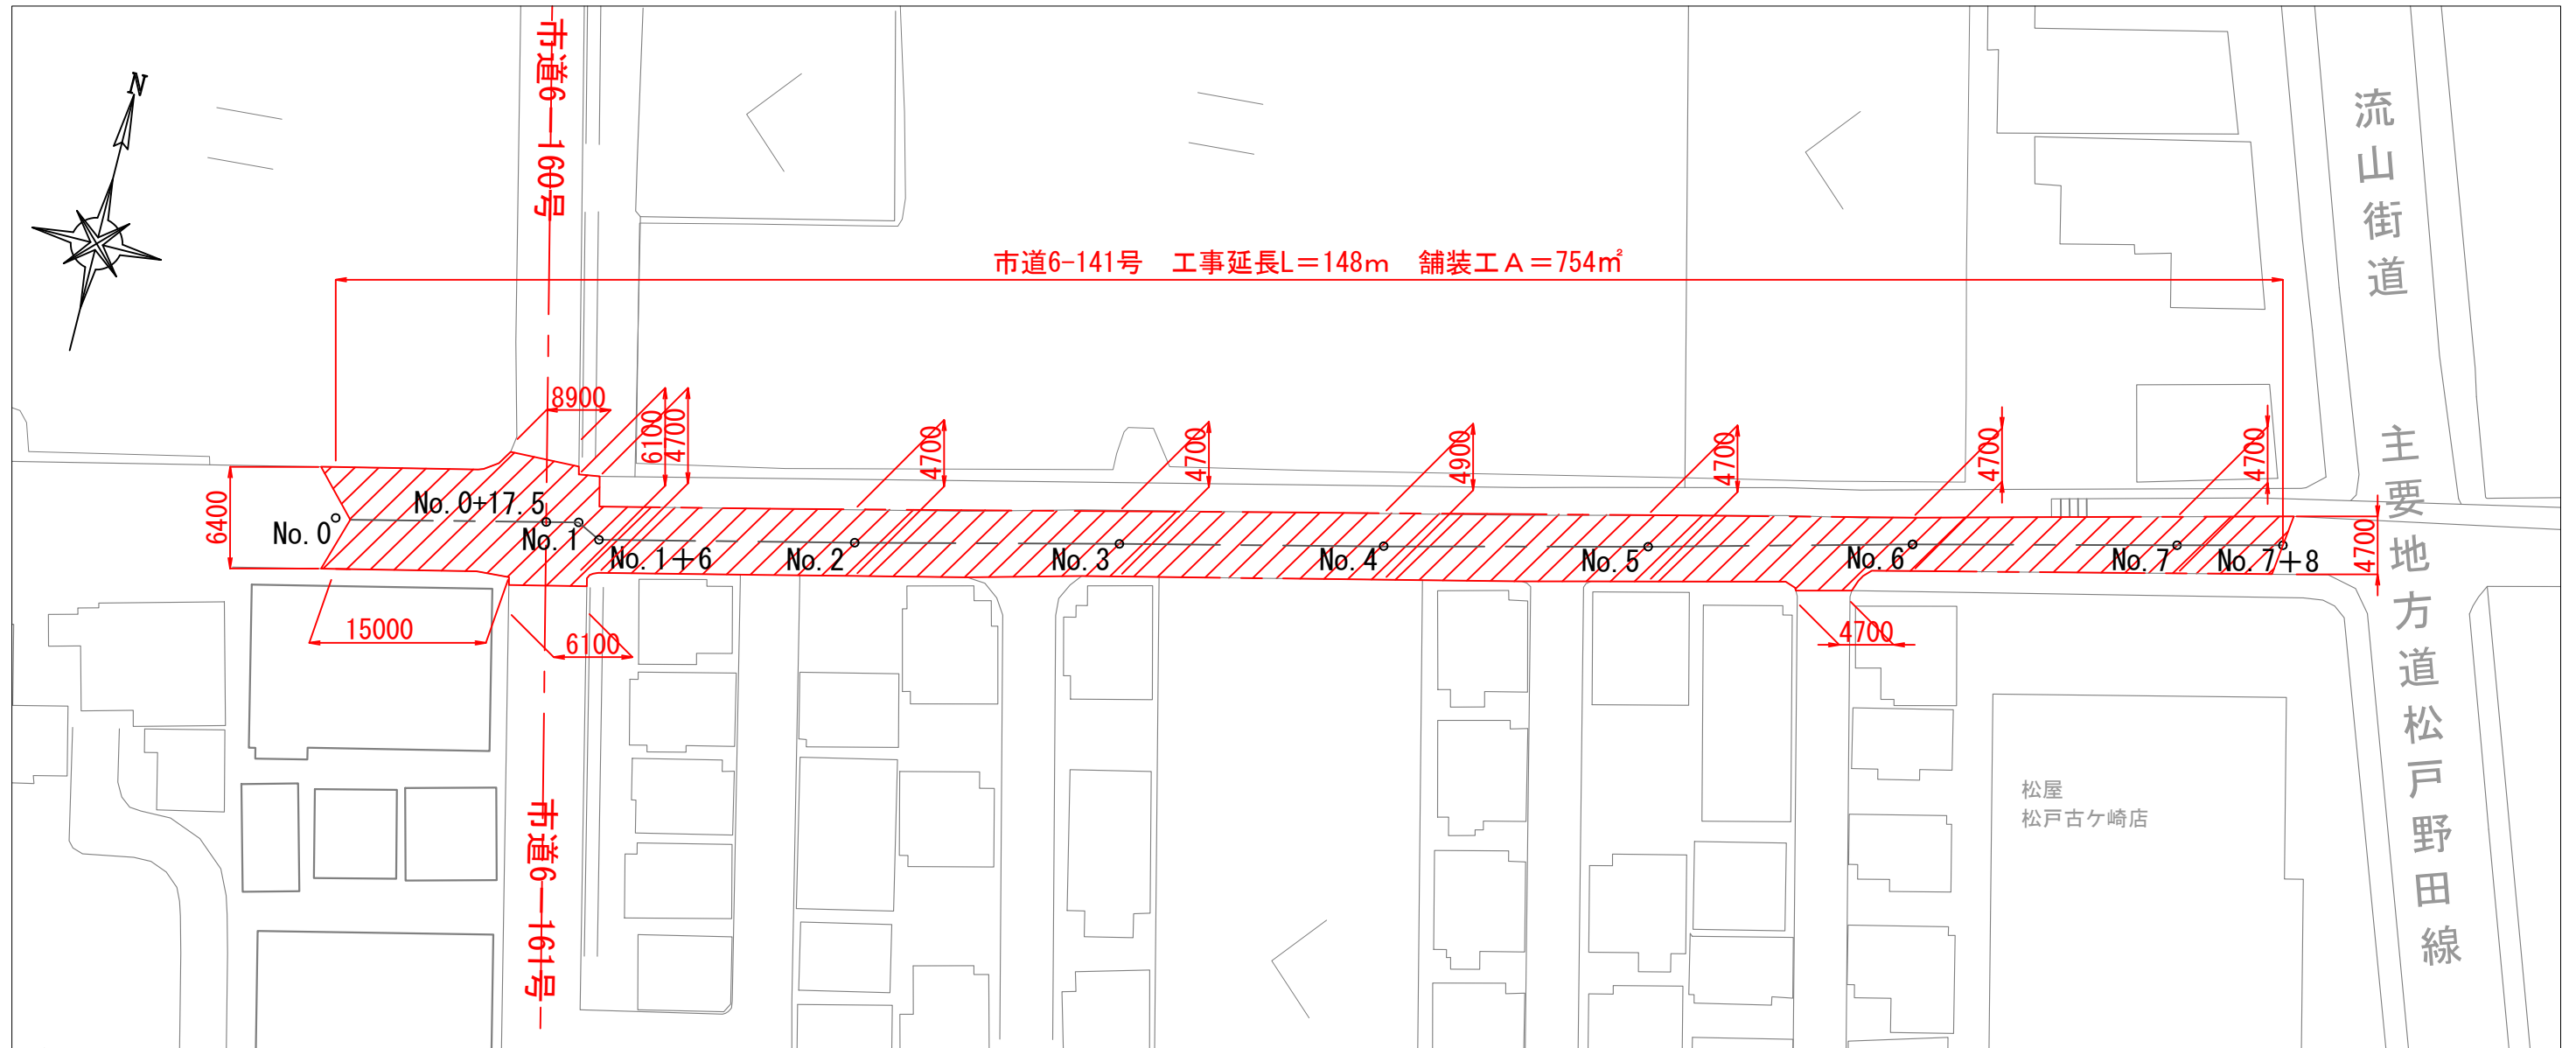 N
市道6―160号
流山街道
市道6-141号　工事延長L＝148m　舗装工A＝754㎡
8900
6100
4700
4700
4700
4900
4700
4700
4700
6400
No. 0
No. 0+17.5
No. 1
No. 1＋6
No. 2
No. 3
No. 4
No. 5
No. 6
No. 7
No. 7＋8
4700
15000
6100
4700
主要地方道松戸野田線
市道6―161号
松屋
松戸古ケ崎店